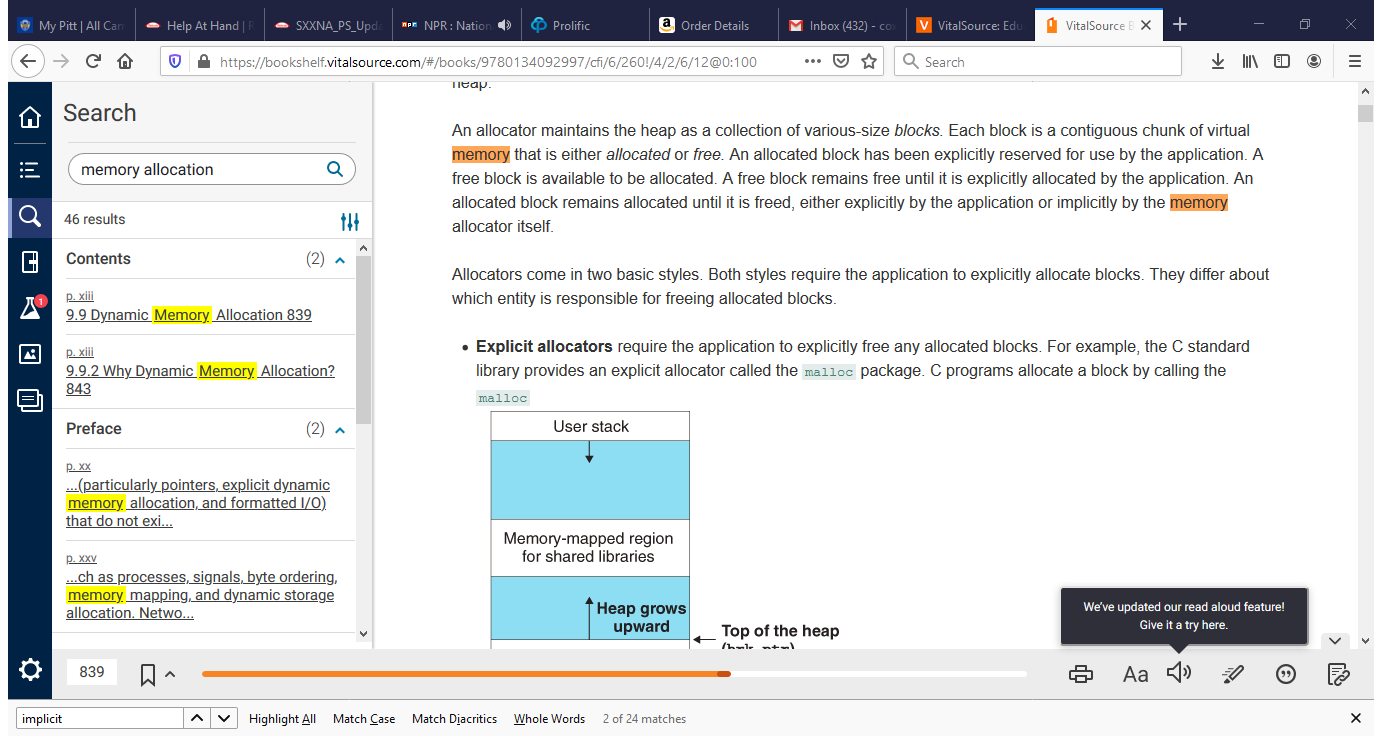 My Pitt | All Cam
Help At Hand | P
SXXNA_PS_Upda
npr NPR : Nation
Prolific
Order Details
Inbox (432) - co
VitalSource: Edu
VitalSource B
https://bookshelf.vitalsource.com/#/books/9780134092997/cfi/6/260!/4/2/6/12@0:100
Search
Search
memory allocation
46 results
Contents (2)
p. xiii
9.9 Dynamic Memory Allocation 839
p. xiii
9.9.2 Why Dynamic Memory Allocation?
843
Preface (2)
p. xx
...(particularly pointers, explicit dynamic
memory allocation, and formatted I/O)
that do not exi...
p. xxv
...ch as processes, signals, byte ordering,
memory mapping, and dynamic storage
allocation. Netwo...
1
heap.
An allocator maintains the heap as a collection of various-size blocks. Each block is a contiguous chunk of virtual
memory that is either allocated or free. An allocated block has been explicitly reserved for use by the application. A
free block is available to be allocated. A free block remains free until it is explicitly allocated by the application. An
allocated block remains allocated until it is freed, either explicitly by the application or implicitly by the memory
allocator itself.
Allocators come in two basic styles. Both styles require the application to explicitly allocate blocks. They differ about
which entity is responsible for freeing allocated blocks.
• Explicit allocators require the application to explicitly free any allocated blocks. For example, the C standard
library provides an explicit allocator called the malloc package. C programs allocate a block by calling the
malloc
User stack
Memory-mapped region
for shared libraries
Heap grows
upward
Top of the heap
(brk ptr)
We've updated our read aloud feature!
Give it a try here.
839
Aa
implicit
Highlight All
Match Case
Match Diacritics
Whole Words
2 of 24 matches